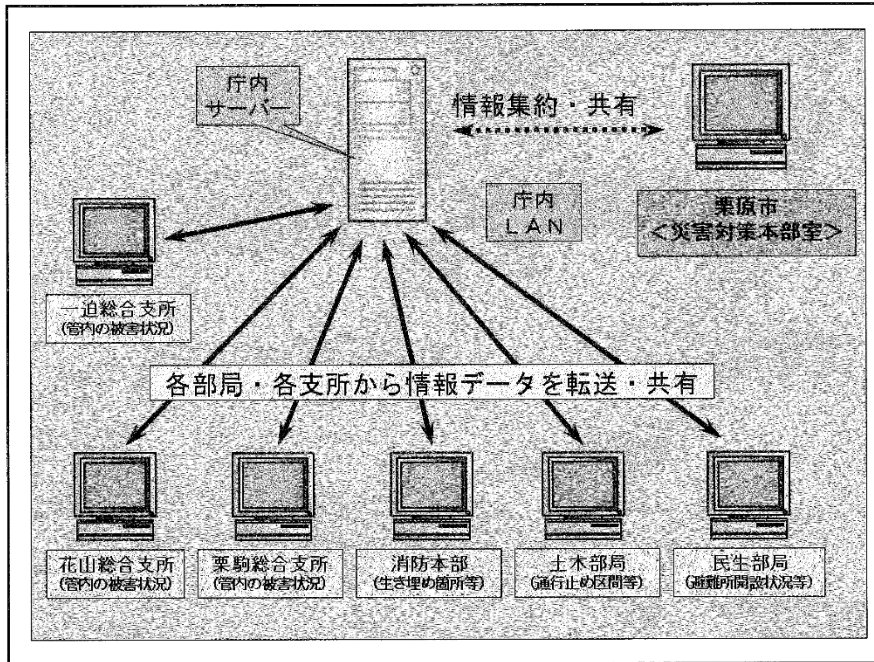 庁内
サーバー
情報集約・共有
庁内
LAN
栗原市
<災害対策本部室>
一迫総合支所
(管内の被害状況)
各部局・各支所から情報データを転送・共有
花山総合支所
(管内の被害状況)
栗駒総合支所
(管内の被害状況)
消防本部
(生き埋め箇所等)
土木部局
(通行止め区間等)
民生部局
(避難所開設状況等)